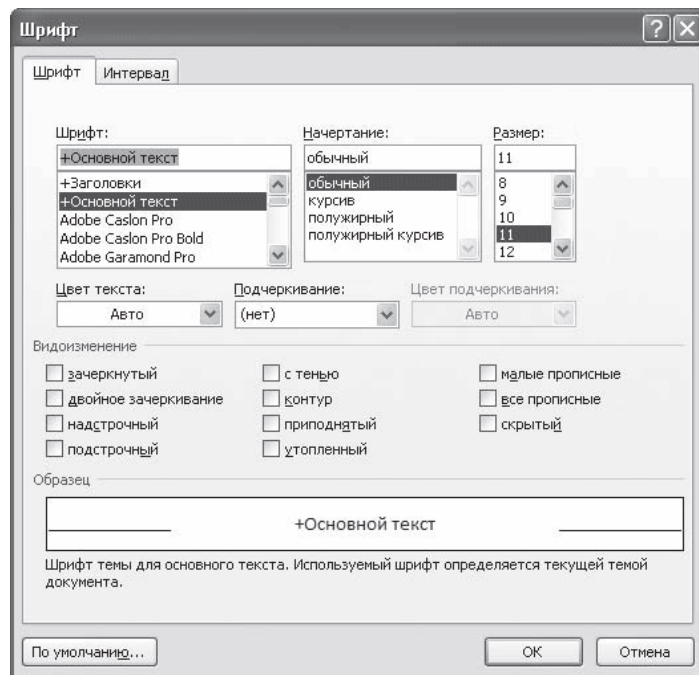 Шрифт
Шрифт Интервал
Шрифт: Начертание: Размер:
+Основной текст обычный 11
+Заголовки обычный 8
+Основной текст курсив 9
Adobe Caslon Pro полужирный 10
Adobe Caslon Pro Bold полужирный курсив 11
Adobe Garamond Pro 12
Цвет текста: Подчеркивание: Цвет подчеркивания:
Авто (нет) Авто
Видоизменение
зачеркнутый с тенью малые прописные
двойное зачеркивание контур все прописные
надстрочный приподнятый скрытый
подстрочный утопленный
Образец
+Основной текст
Шрифт темы для основного текста. Используемый шрифт определяется текущей темой
документа.
По умолчанию... ОК Отмена